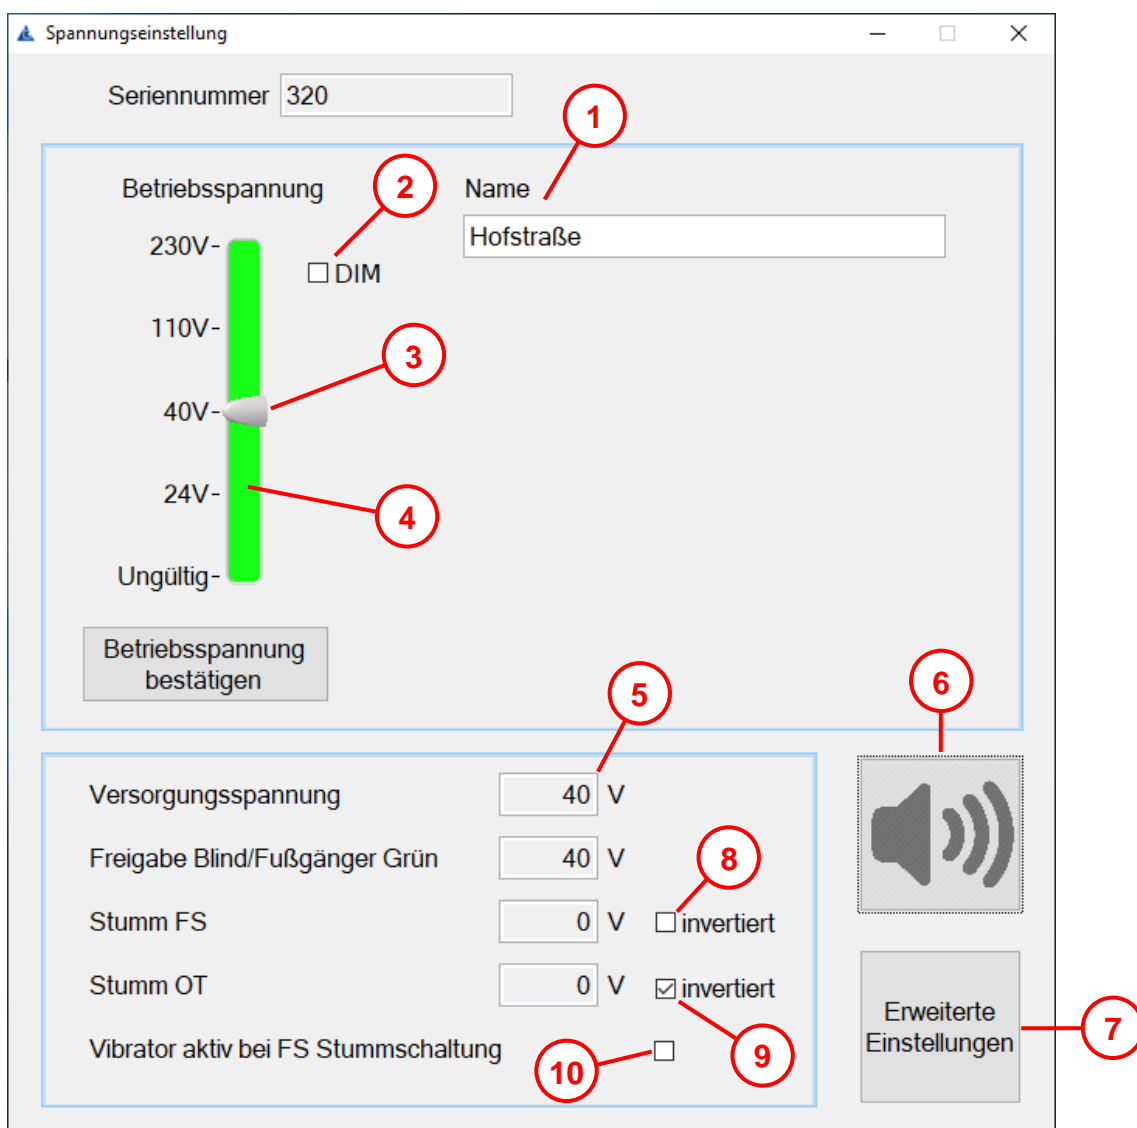 Spannungseinstellung
Seriennummer 320
1
Betriebsspannung
2
Name
Hofstraße
230V-
DIM
110V-
3
40V-
24V-
4
Ungültig-
Betriebsspannung
bestätigen
5
6
Versorgungsspannung 40 V
Freigabe Blind/Fußgänger Grün 40 V
8
Stumm FS 0 V invertiert
Stumm OT 0 V invertiert
Erweiterte
Einstellungen
7
Vibrator aktiv bei FS Stummschaltung
9
10